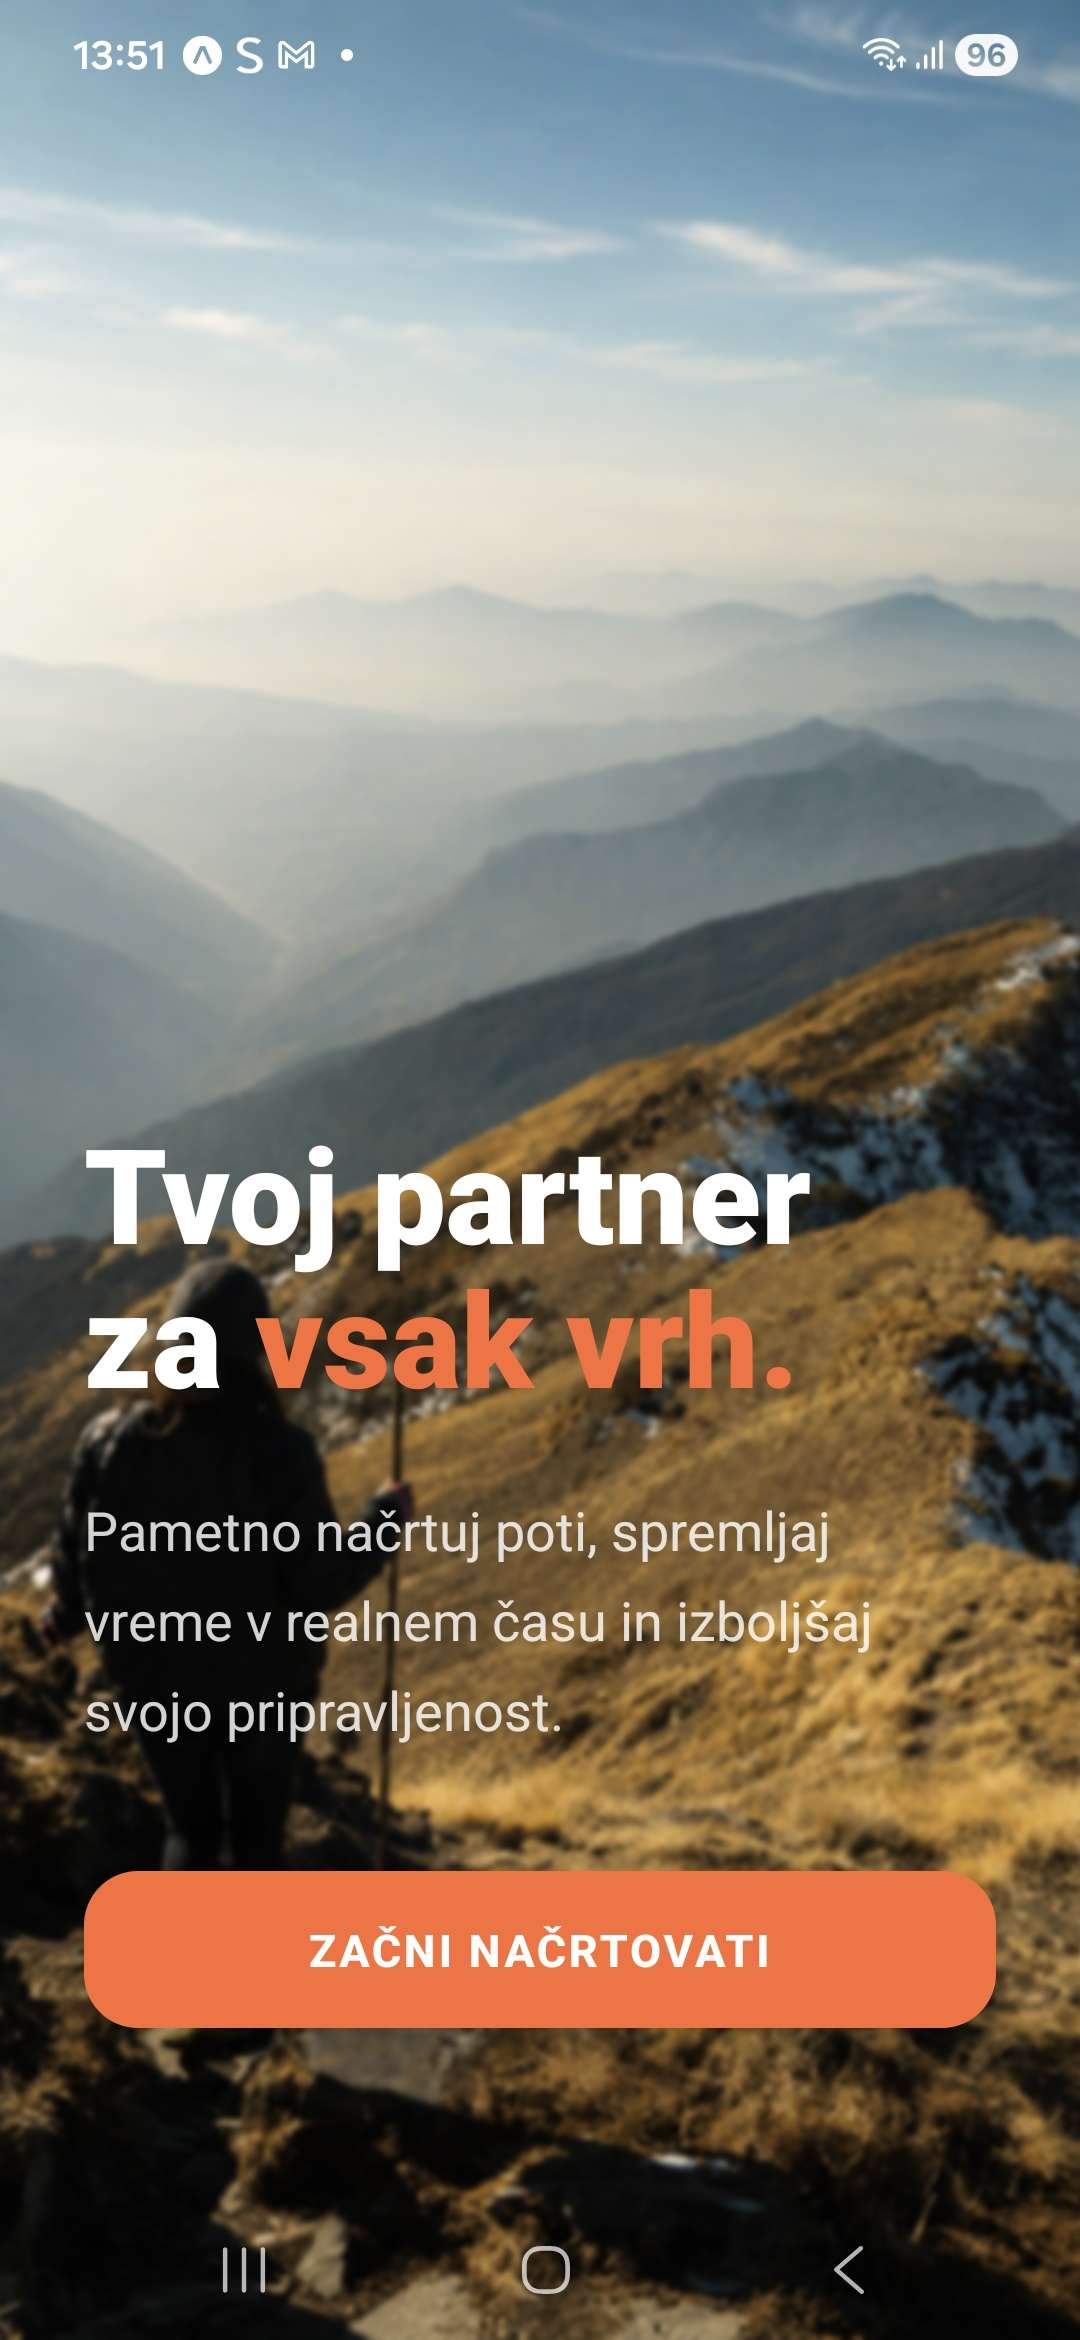 13:51
96
Tvoj partner
za vsak vrh.
Pametno načrtuj poti, spremljaj
vreme v realnem času in izboljšaj
svojo pripravljenost.
ZAČNI NAČRTOVATI